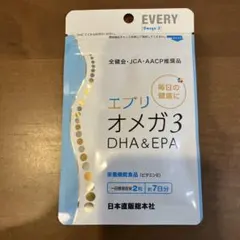 EVERY
Omega 3
全健会・JCA・AACP推奨品
毎日の
健康に
エブリ
オメガ3
DHA&EPA
栄養機能食品(ビタミンE)
一日摂取目安2粒
約7日分
日本直販総本社